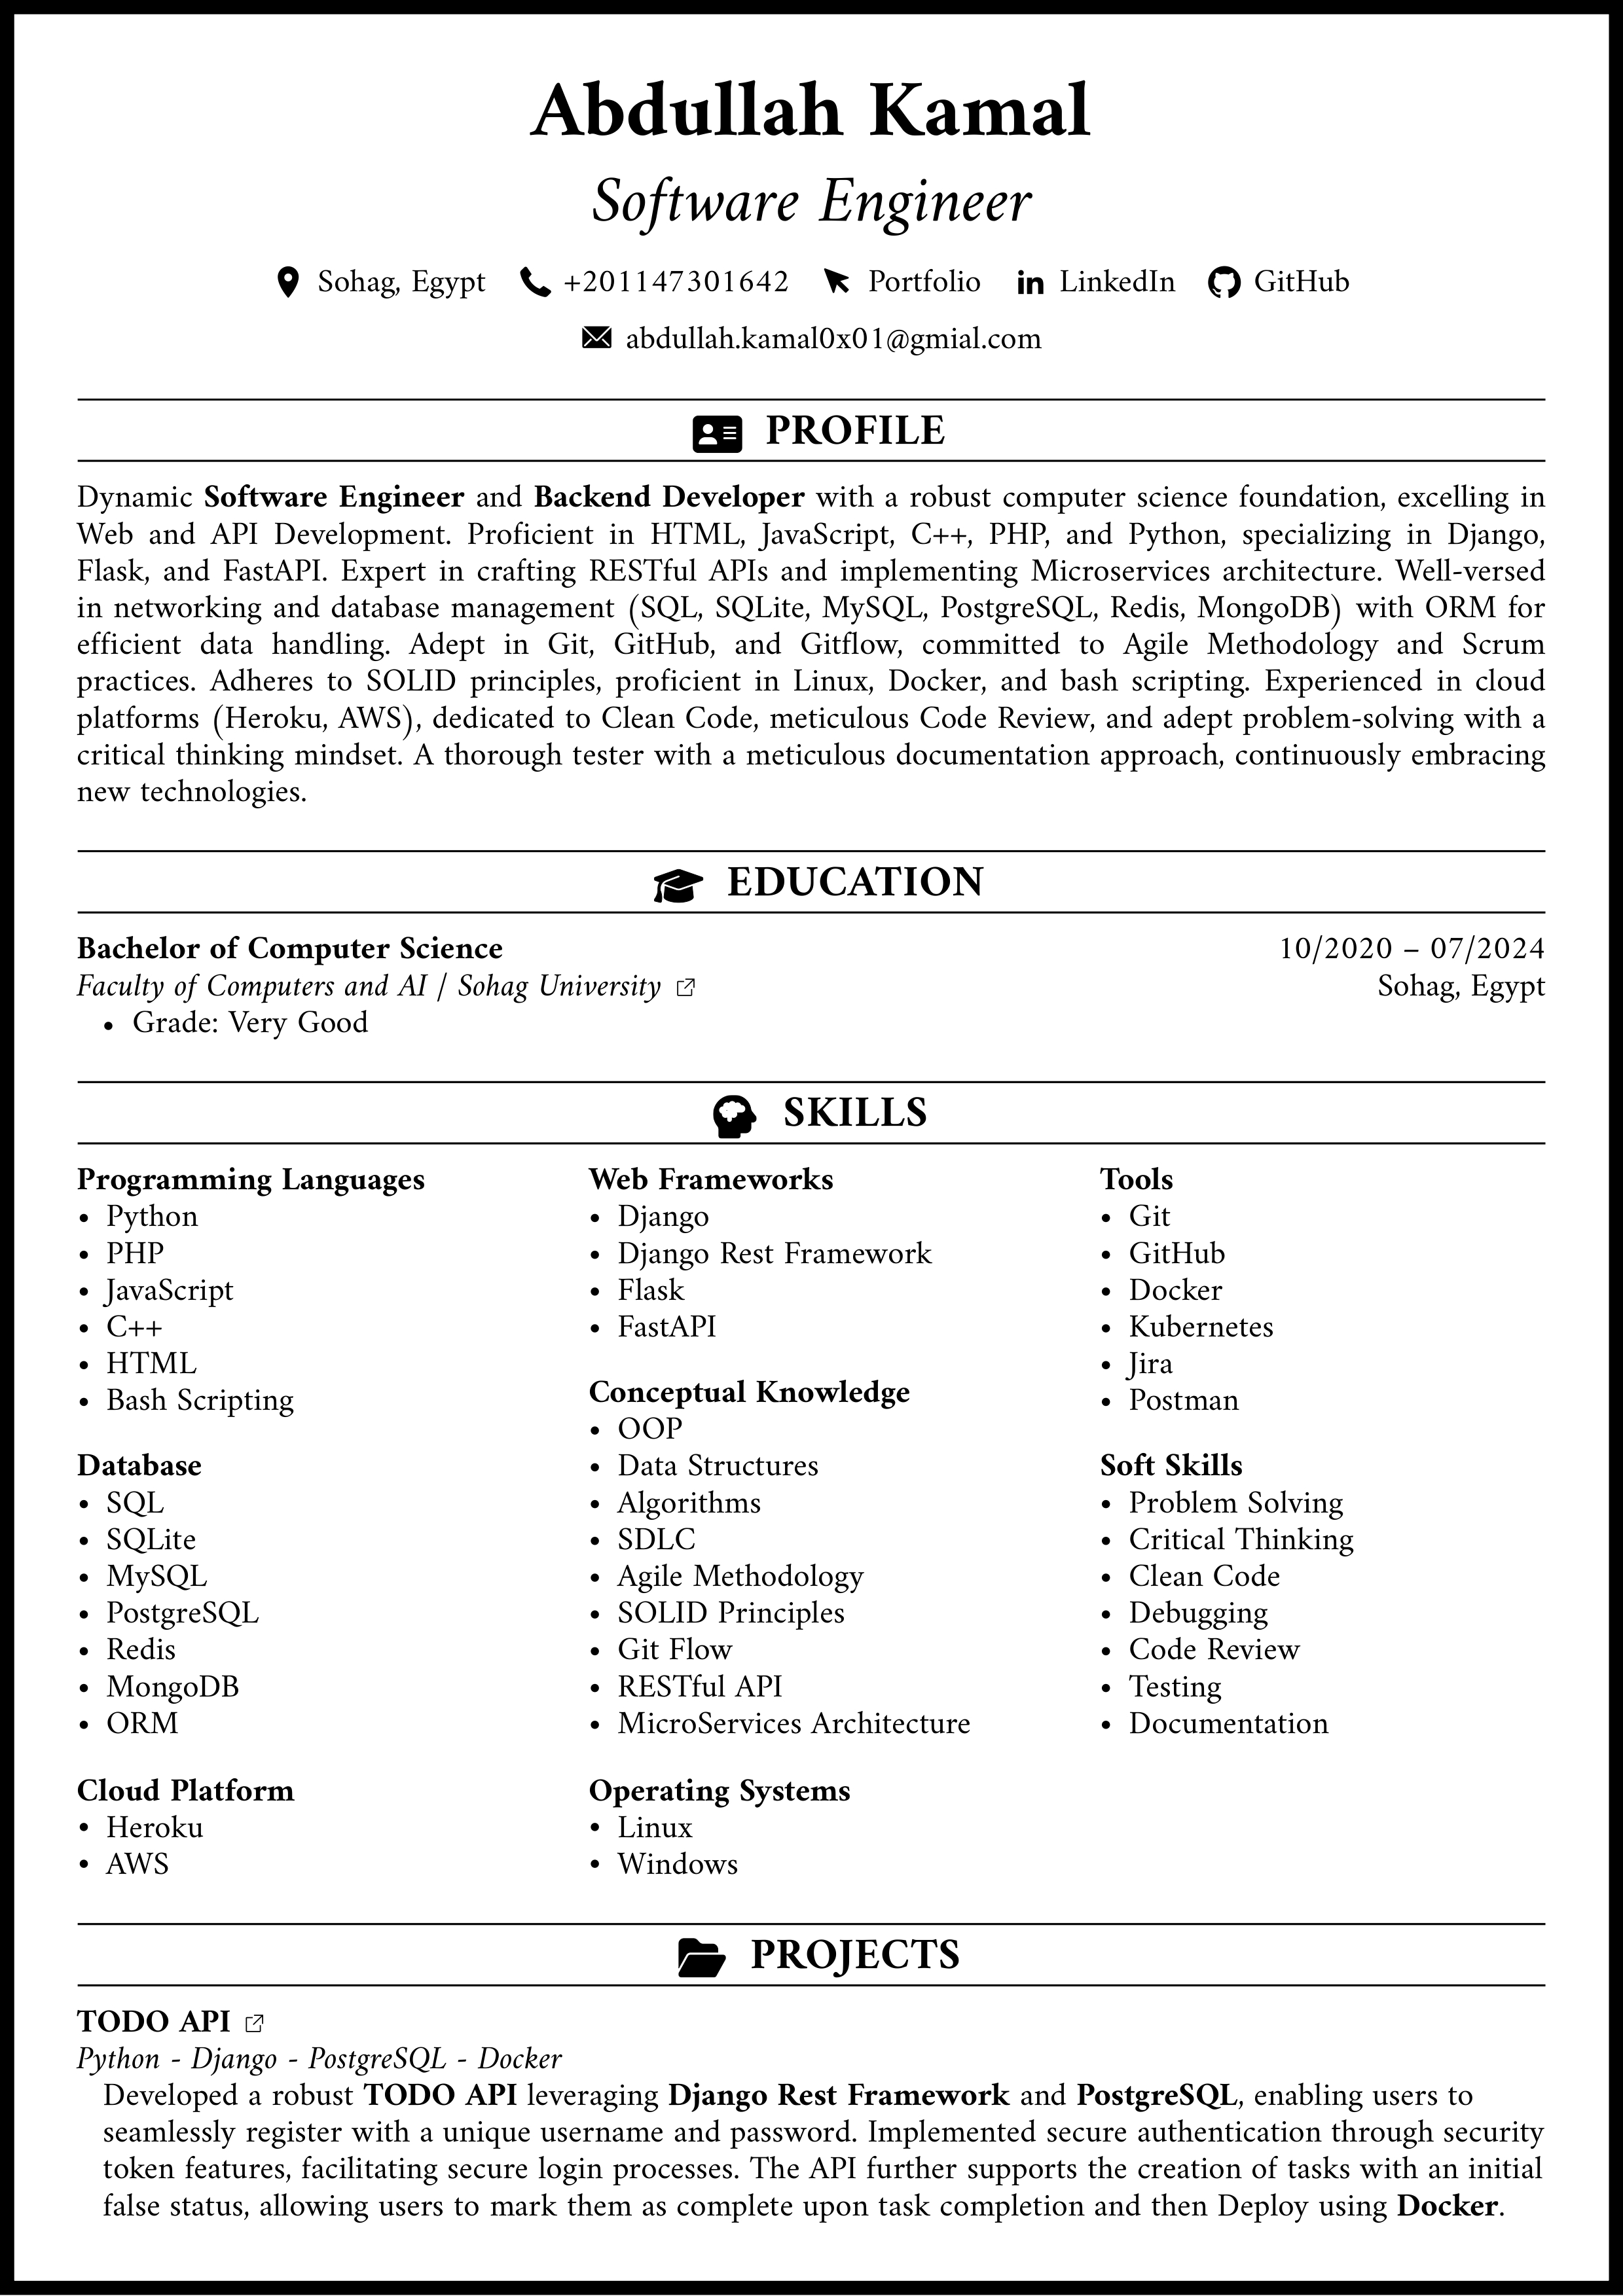 Abdullah Kamal
Software Engineer
Sohag, Egypt +201147301642 Portfolio LinkedIn GitHub
abdullah.kamal0x01@gmial.com
PROFILE
Dynamic Software Engineer and Backend Developer with a robust computer science foundation, excelling in
Web and API Development. Proficient in HTML, JavaScript, C++, PHP, and Python, specializing in Django,
Flask, and FastAPI. Expert in crafting RESTful APIs and implementing Microservices architecture. Well-versed
in networking and database management (SQL, SQLite, MySQL, PostgreSQL, Redis, MongoDB) with ORM for
efficient data handling. Adept in Git, GitHub, and Gitflow, committed to Agile Methodology and Scrum
practices. Adheres to SOLID principles, proficient in Linux, Docker, and bash scripting. Experienced in cloud
platforms (Heroku, AWS), dedicated to Clean Code, meticulous Code Review, and adept problem-solving with a
critical thinking mindset. A thorough tester with a meticulous documentation approach, continuously embracing
new technologies.
EDUCATION
Bachelor of Computer Science 10/2020 – 07/2024
Faculty of Computers and AI / Sohag University Sohag, Egypt
• Grade: Very Good
SKILLS
Programming Languages
• Python
• PHP
• JavaScript
• C++
• HTML
• Bash Scripting
Database
• SQL
• SQLite
• MySQL
• PostgreSQL
• Redis
• MongoDB
• ORM
Cloud Platform
• Heroku
• AWS
Web Frameworks
• Django
• Django Rest Framework
• Flask
• FastAPI
Conceptual Knowledge
• OOP
• Data Structures
• Algorithms
• SDLC
• Agile Methodology
• SOLID Principles
• Git Flow
• RESTful API
• MicroServices Architecture
Operating Systems
• Linux
• Windows
Tools
• Git
• GitHub
• Docker
• Kubernetes
• Jira
• Postman
Soft Skills
• Problem Solving
• Critical Thinking
• Clean Code
• Debugging
• Code Review
• Testing
• Documentation
PROJECTS
TODO API
Python - Django - PostgreSQL - Docker
Developed a robust TODO API leveraging Django Rest Framework and PostgreSQL, enabling users to
seamlessly register with a unique username and password. Implemented secure authentication through security
token features, facilitating secure login processes. The API further supports the creation of tasks with an initial
false status, allowing users to mark them as complete upon task completion and then Deploy using Docker.